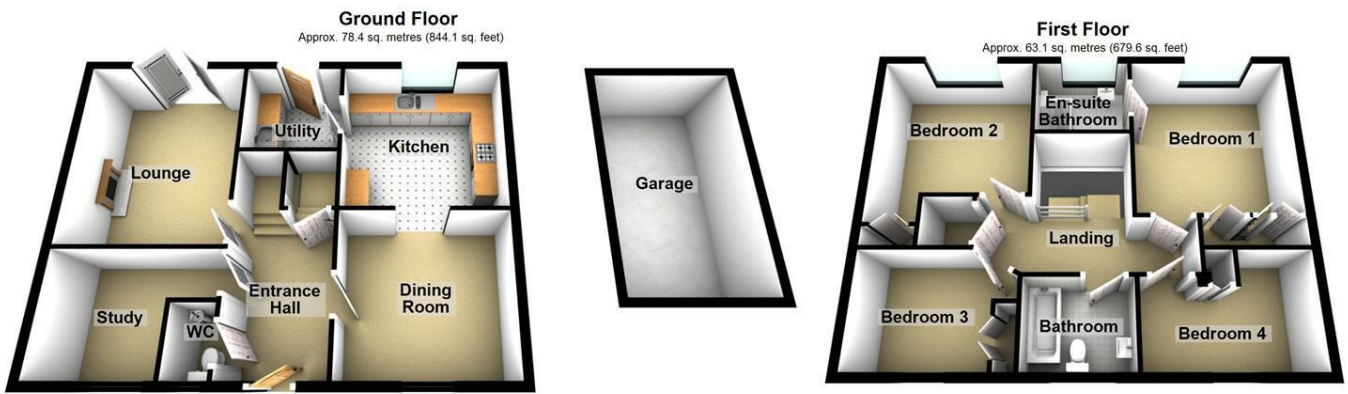 Ground Floor
Approx. 78.4 sq. metres (844.1 sq. feet)
Utility
Kitchen
Lounge
Study
WC
Entrance
Hall
Dining
Room
Garage
First Floor
Approx. 63.1 sq. metres (679.6 sq. feet)
Bedroom 2
En-suite
Bathroom
Bedroom 1
Landing
Bedroom 3
Bathroom
Bedroom 4